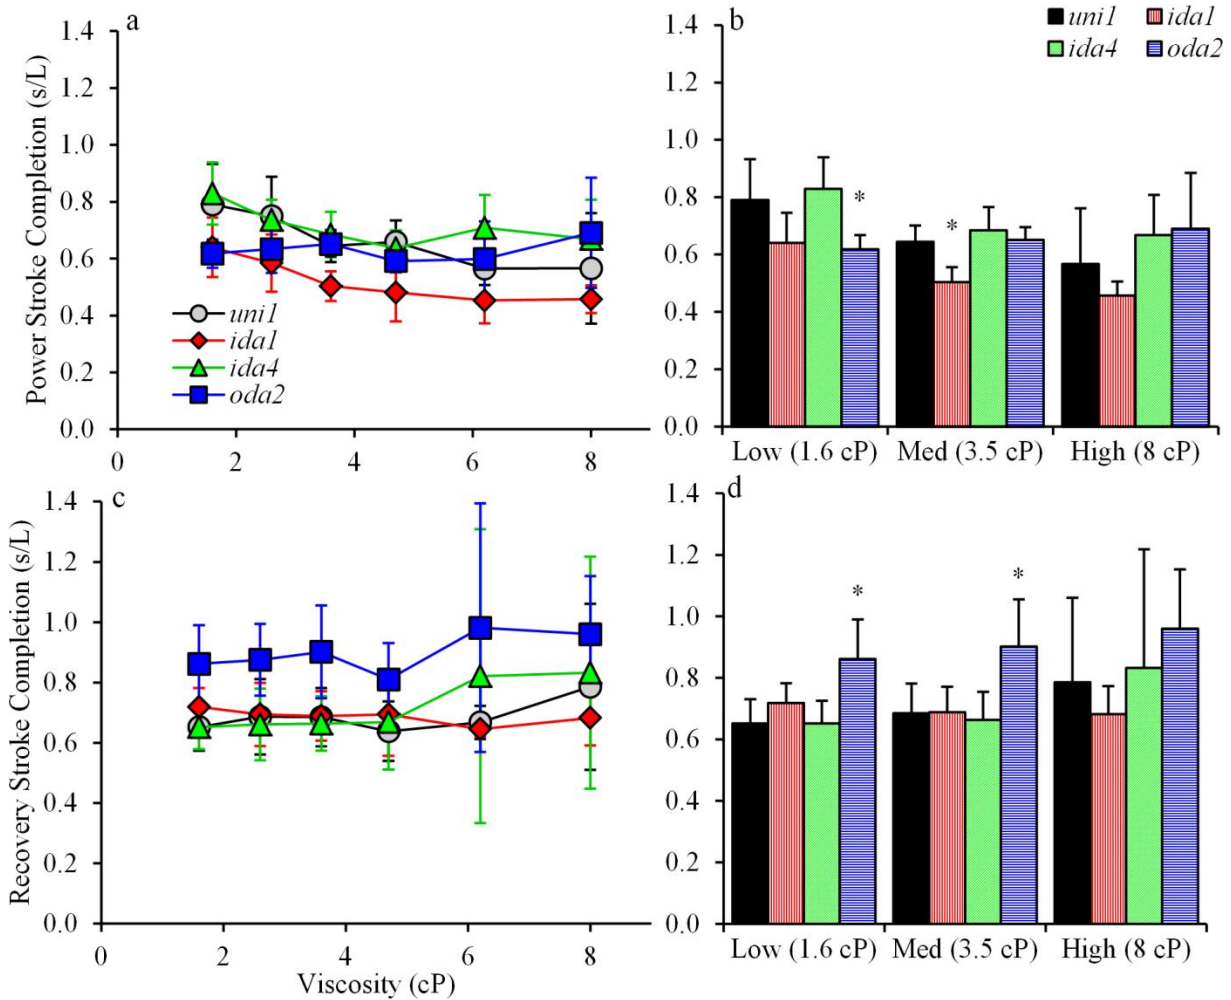 a
Power Stroke Completion (s/L)
1.4
1.2
1.0
0.8
0.6
0.4
0.2
0.0
0 2 4 6 8
uni1
ida1
ida4
oda2
b
uni1 ida1
ida4 oda2
1.4
1.2
1.0
0.8
0.6
0.4
0.2
0.0
*
*
Low (1.6 cP) Med (3.5 cP) High (8 cP)
c
Recovery Stroke Completion (s/L)
1.4
1.2
1.0
0.8
0.6
0.4
0.2
0.0
0 2 4 6 8
Viscosity (cP)
d
1.4
1.2
1.0
0.8
0.6
0.4
0.2
0.0
*
*
Low (1.6 cP) Med (3.5 cP) High (8 cP)